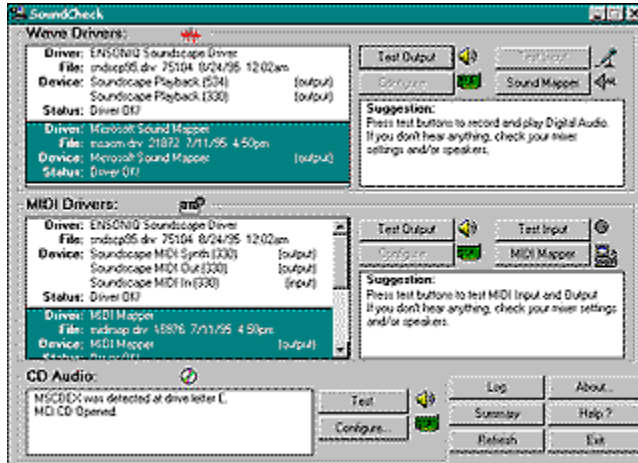 SoundCheck
Wave Drivers:
Driver: ENSONIQ Soundscape Driver
File: sndscp95.drv 75104 8/24/95 12:02am
Device: Soundscape Playback (534) (output)
Soundscape Playback (330) (output)
Status: Driver OK!
Driver: Microsoft Sound Mapper
File: msacm.drv 21872 7/11/95 4:50pm
Device: Microsoft Sound Mapper (output)
Status: Driver OK!
Test Output
Test Input
Configure
Sound Mapper
Suggestion:
Press test buttons to record and play Digital Audio.
If you don't hear anything, check your mixer
settings and/or speakers.
MIDI Drivers:
Driver: ENSONIQ Soundscape Driver
File: sndscp95.drv 75104 8/24/95 12:02am
Device: Soundscape MIDI Synth (330) (output)
Soundscape MIDI Out (330) (output)
Soundscape MIDI In (330) (input)
Status: Driver OK!
Driver: MIDI Mapper
File: midimap.drv 7/11/95 4:50pm
Device: MIDI Mapper (output)
Status: Driver OK!
Test Output
Test Input
Configure
MIDI Mapper
Suggestion:
Press test buttons to test MIDI Input and Output
If you don't hear anything, check your mixer settings
and/or speakers.
CD Audio:
MSCDEX was detected at drive letter E.
MCI CD Opened.
Test
Configure...
Log
About...
Summary
Help ?
Refresh
Exit